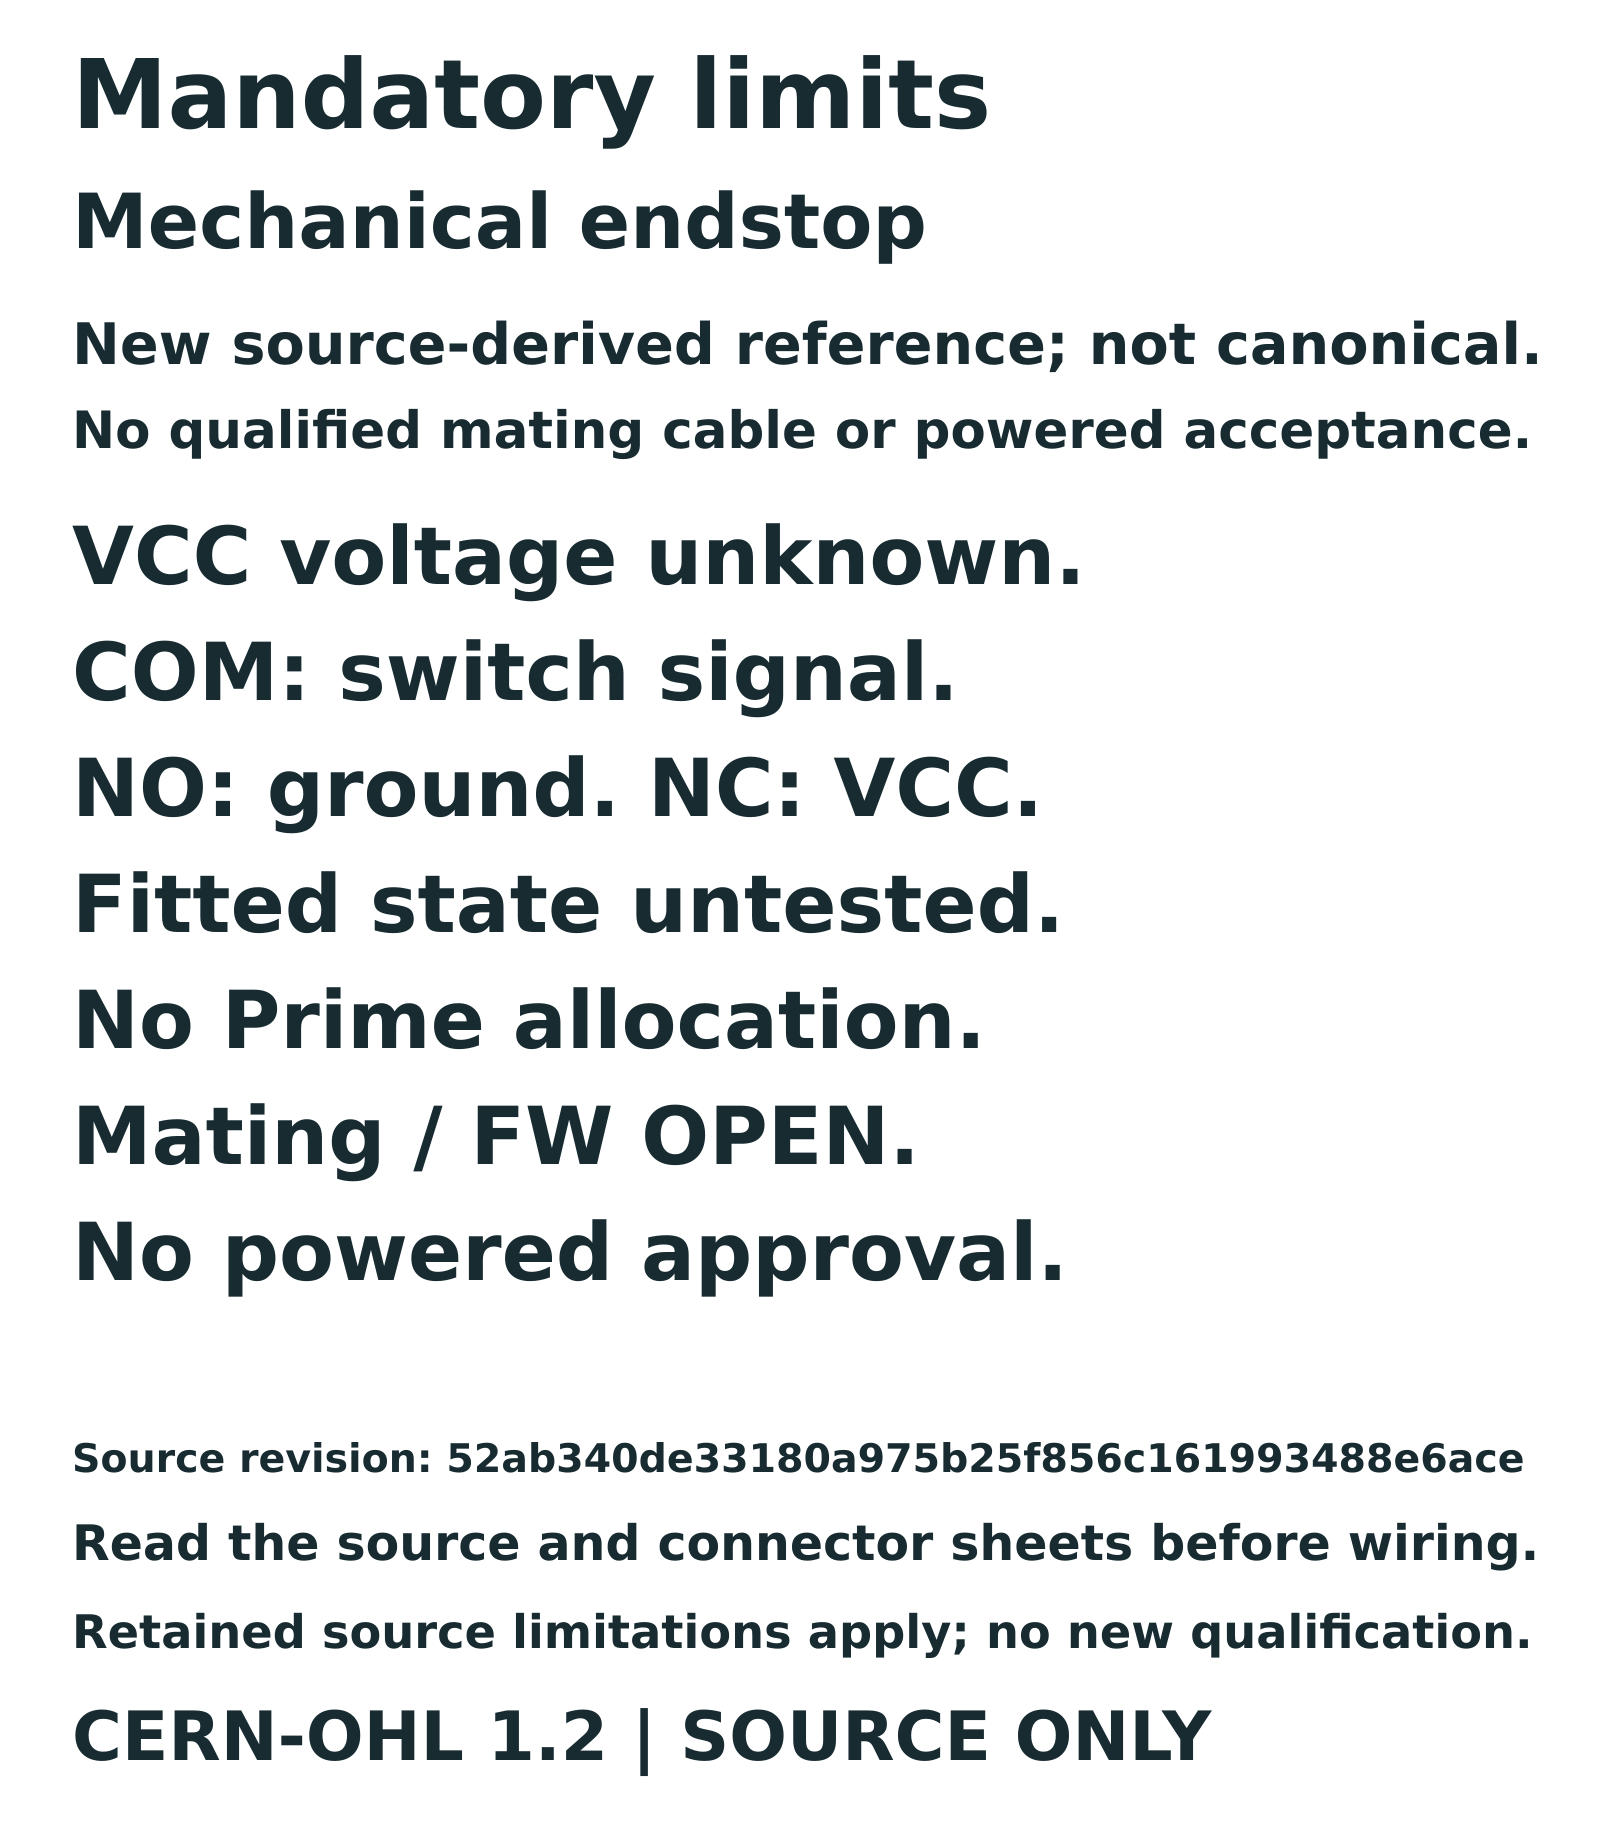 Mandatory limits
Mechanical endstop
New source-derived reference; not canonical.
No qualified mating cable or powered acceptance.
VCC voltage unknown.
COM: switch signal.
NO: ground. NC: VCC.
Fitted state untested.
No Prime allocation.
Mating / FW OPEN.
No powered approval.
Source revision: 52ab340de33180a975b25f856c161993488e6ace
Read the source and connector sheets before wiring.
Retained source limitations apply; no new qualification.
CERN-OHL 1.2 | SOURCE ONLY